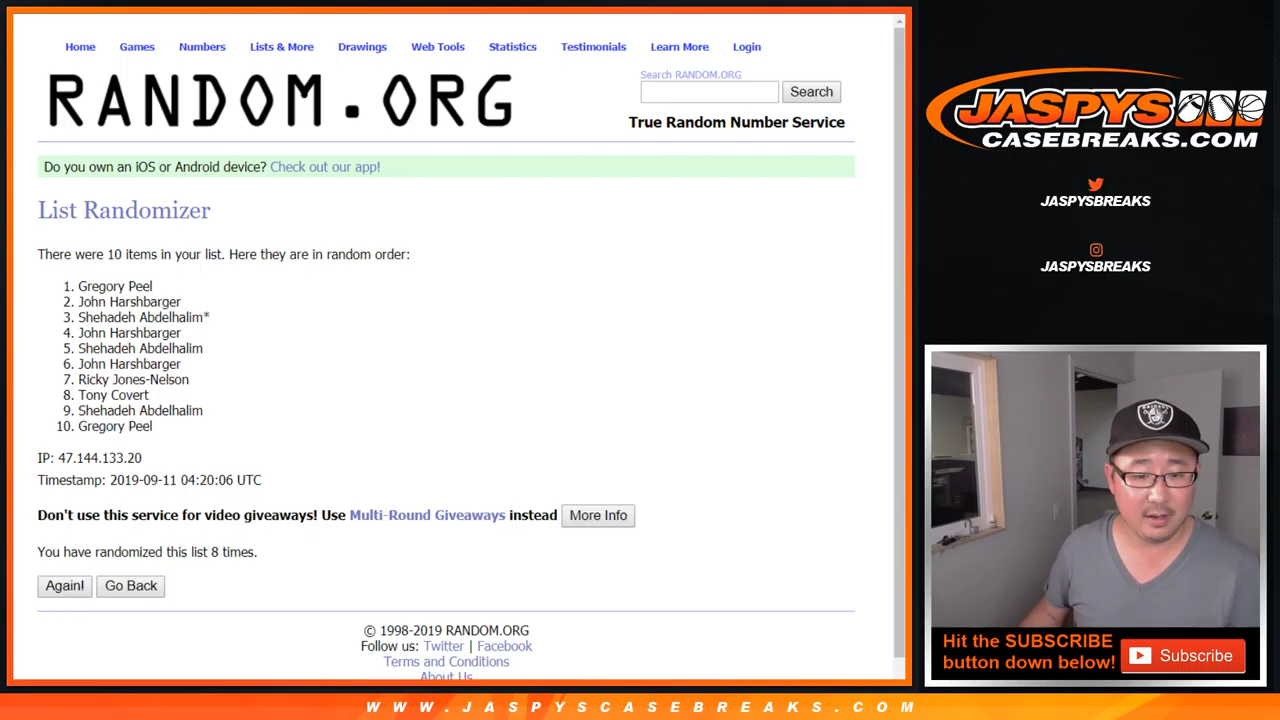 Home Games Numbers Lists & More Drawings Web Tools Statistics Testimonials Learn More Login
RANDOM.ORG
Search RANDOM.ORG
Search
True Random Number Service
Do you own an iOS or Android device? Check out our app!
List Randomizer
There were 10 items in your list. Here they are in random order:
1. Gregory Peel
2. John Harshbarger
3. Shehadeh Abdelhalim*
4. John Harshbarger
5. Shehadeh Abdelhalim
6. John Harshbarger
7. Ricky Jones-Nelson
8. Tony Covert
9. Shehadeh Abdelhalim
10. Gregory Peel
IP: 47.144.133.20
Timestamp: 2019-09-11 04:20:06 UTC
Don't use this service for video giveaways! Use Multi-Round Giveaways instead More Info
You have randomized this list 8 times.
Again! Go Back
© 1998-2019 RANDOM.ORG
Follow us: Twitter | Facebook
Terms and Conditions
About Us
JASPYS
CASEBREAKS.COM
JASPYSBREAKS
JASPYSBREAKS
RAIDERS
Hit the SUBSCRIBE
button down below!
Subscribe
WWW.JASPYSCASEBREAKS.COM